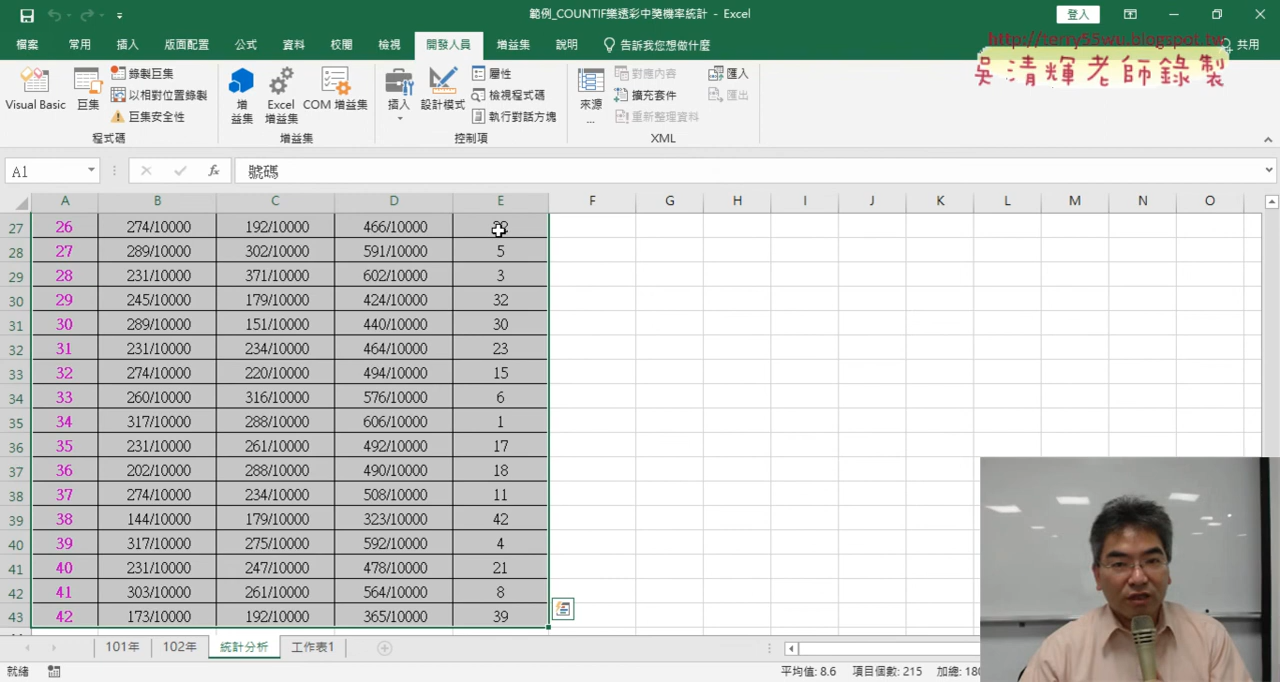 範例_COUNTIF樂透彩中獎機率統計 - Excel
登入
檔案 常用 插入 版面配置 公式 資料 校閱 檢視 開發人員 增益集 說明 告訴我您想做什麼 共用
http://terry55wu.blogspot.tw
吳清輝老師錄製
Visual Basic 巨集 錄製巨集 以相對位置錄製 巨集安全性 程式碼
增益集 Excel 增益集 COM 增益集 增益集
插入 設計模式 屬性 檢視程式碼 執行對話方塊 控制項
來源... 對應內容 擴充套件 重新整理資料 匯入 匯出 XML
A1 fx 號碼
A B C D E F G H I J K L M N O
27 26 274/10000 192/10000 466/10000
28 27 289/10000 302/10000 591/10000 5
29 28 231/10000 371/10000 602/10000 3
30 29 245/10000 179/10000 424/10000 32
31 30 289/10000 151/10000 440/10000 30
32 31 231/10000 234/10000 464/10000 23
33 32 274/10000 220/10000 494/10000 15
34 33 260/10000 316/10000 576/10000 6
35 34 317/10000 288/10000 606/10000 1
36 35 231/10000 261/10000 492/10000 17
37 36 202/10000 288/10000 490/10000 18
38 37 274/10000 234/10000 508/10000 11
39 38 144/10000 179/10000 323/10000 42
40 39 317/10000 275/10000 592/10000 4
41 40 231/10000 247/10000 478/10000 21
42 41 303/10000 261/10000 564/10000 8
43 42 173/10000 192/10000 365/10000 39
101年 102年 統計分析 工作表1
就緒 平均值: 8.6 項目個數: 215 加總: 180